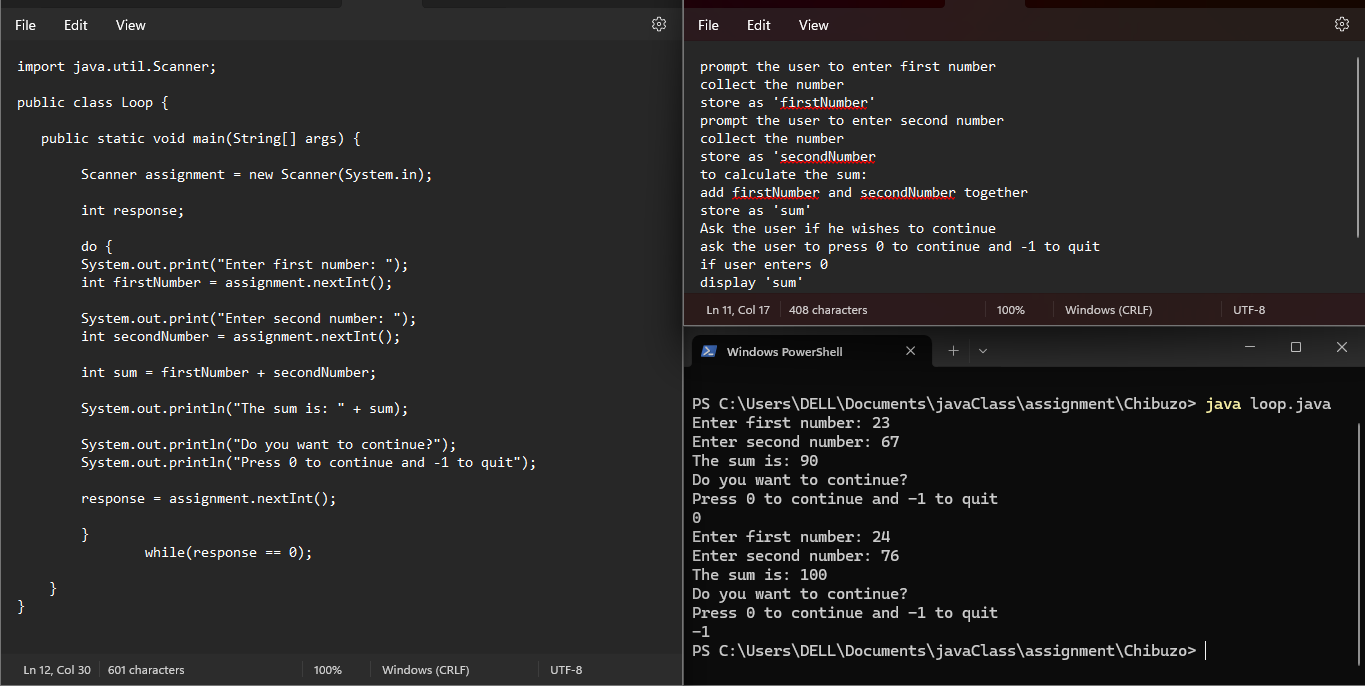 File Edit View
import java.util.Scanner;
public class Loop {
public static void main(String[] args) {
Scanner assignment = new Scanner(System.in);
int response;
do {
System.out.print("Enter first number: ");
int firstNumber = assignment.nextInt();
System.out.print("Enter second number: ");
int secondNumber = assignment.nextInt();
int sum = firstNumber + secondNumber;
System.out.println("The sum is: " + sum);
System.out.println("Do you want to continue?");
System.out.println("Press 0 to continue and -1 to quit");
response = assignment.nextInt();
}
while(response == 0);
}
}
Ln 12, Col 30 601 characters 100% Windows (CRLF) UTF-8
File Edit View
prompt the user to enter first number
collect the number
store as 'firstNumber'
prompt the user to enter second number
collect the number
store as 'secondNumber
to calculate the sum:
add firstNumber and secondNumber together
store as 'sum'
Ask the user if he wishes to continue
ask the user to press 0 to continue and -1 to quit
if user enters 0
display 'sum'
Ln 11, Col 17 408 characters 100% Windows (CRLF) UTF-8
Windows PowerShell
PS C:\Users\DELL\Documents\javaClass\assignment\Chibuzo> java loop.java
Enter first number: 23
Enter second number: 67
The sum is: 90
Do you want to continue?
Press 0 to continue and -1 to quit
0
Enter first number: 24
Enter second number: 76
The sum is: 100
Do you want to continue?
Press 0 to continue and -1 to quit
-1
PS C:\Users\DELL\Documents\javaClass\assignment\Chibuzo>